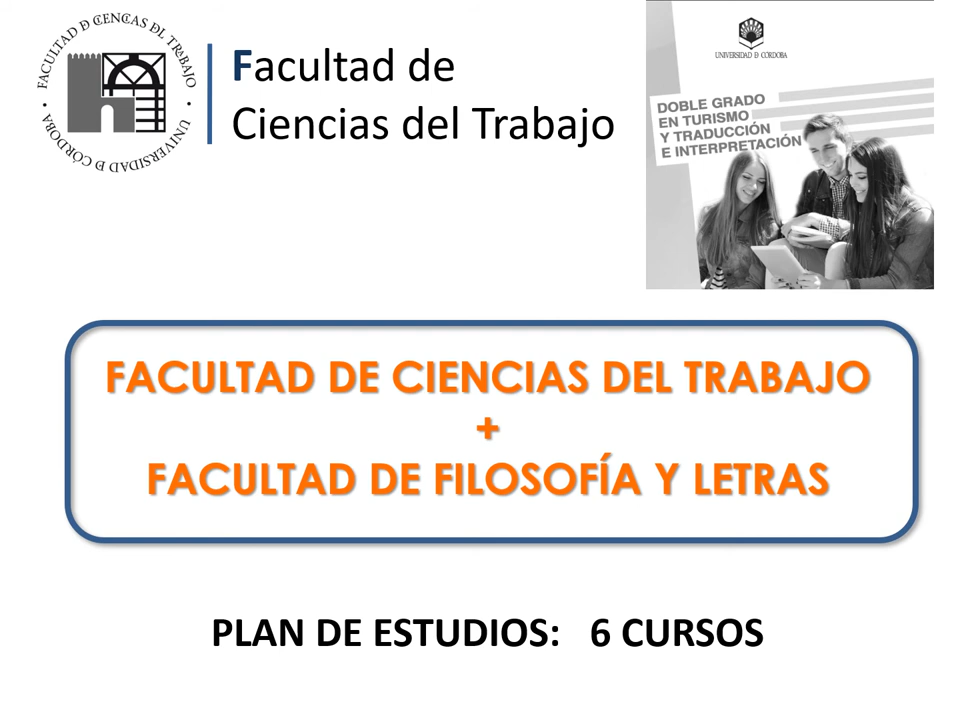 FACULTAD D CIENCIAS DL TRABAJO • UNIVERSIDAD D CÓRDOBA •
Facultad de
Ciencias del Trabajo
UNIVERSIDAD D CORDOBA
DOBLE GRADO
EN TURISMO
Y TRADUCCIÓN
E INTERPRETACIÓN
FACULTAD DE CIENCIAS DEL TRABAJO
+
FACULTAD DE FILOSOFÍA Y LETRAS
PLAN DE ESTUDIOS: 6 CURSOS